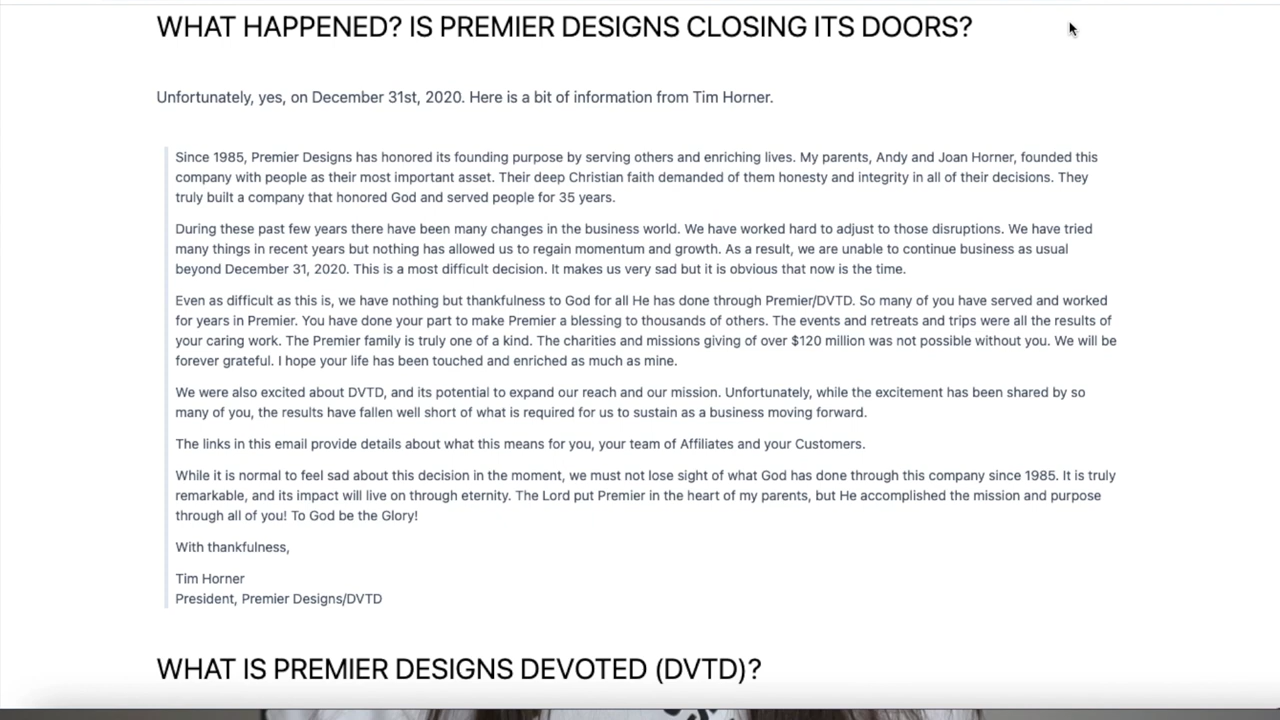 WHAT HAPPENED? IS PREMIER DESIGNS CLOSING ITS DOORS?
Unfortunately, yes, on December 31st, 2020. Here is a bit of information from Tim Horner.
Since 1985, Premier Designs has honored its founding purpose by serving others and enriching lives. My parents, Andy and Joan Horner, founded this
company with people as their most important asset. Their deep Christian faith demanded of them honesty and integrity in all of their decisions. They
truly built a company that honored God and served people for 35 years.
During these past few years there have been many changes in the business world. We have worked hard to adjust to those disruptions. We have tried
many things in recent years but nothing has allowed us to regain momentum and growth. As a result, we are unable to continue business as usual
beyond December 31, 2020. This is a most difficult decision. It makes us very sad but it is obvious that now is the time.
Even as difficult as this is, we have nothing but thankfulness to God for all He has done through Premier/DVTD. So many of you have served and worked
for years in Premier. You have done your part to make Premier a blessing to thousands of others. The events and retreats and trips were all the results of
your caring work. The Premier family is truly one of a kind. The charities and missions giving of over $120 million was not possible without you. We will be
forever grateful. I hope your life has been touched and enriched as much as mine.
We were also excited about DVTD, and its potential to expand our reach and our mission. Unfortunately, while the excitement has been shared by so
many of you, the results have fallen well short of what is required for us to sustain as a business moving forward.
The links in this email provide details about what this means for you, your team of Affiliates and your Customers.
While it is normal to feel sad about this decision in the moment, we must not lose sight of what God has done through this company since 1985. It is truly
remarkable, and its impact will live on through eternity. The Lord put Premier in the heart of my parents, but He accomplished the mission and purpose
through all of you! To God be the Glory!
With thankfulness,
Tim Horner
President, Premier Designs/DVTD
WHAT IS PREMIER DESIGNS DEVOTED (DVTD)?